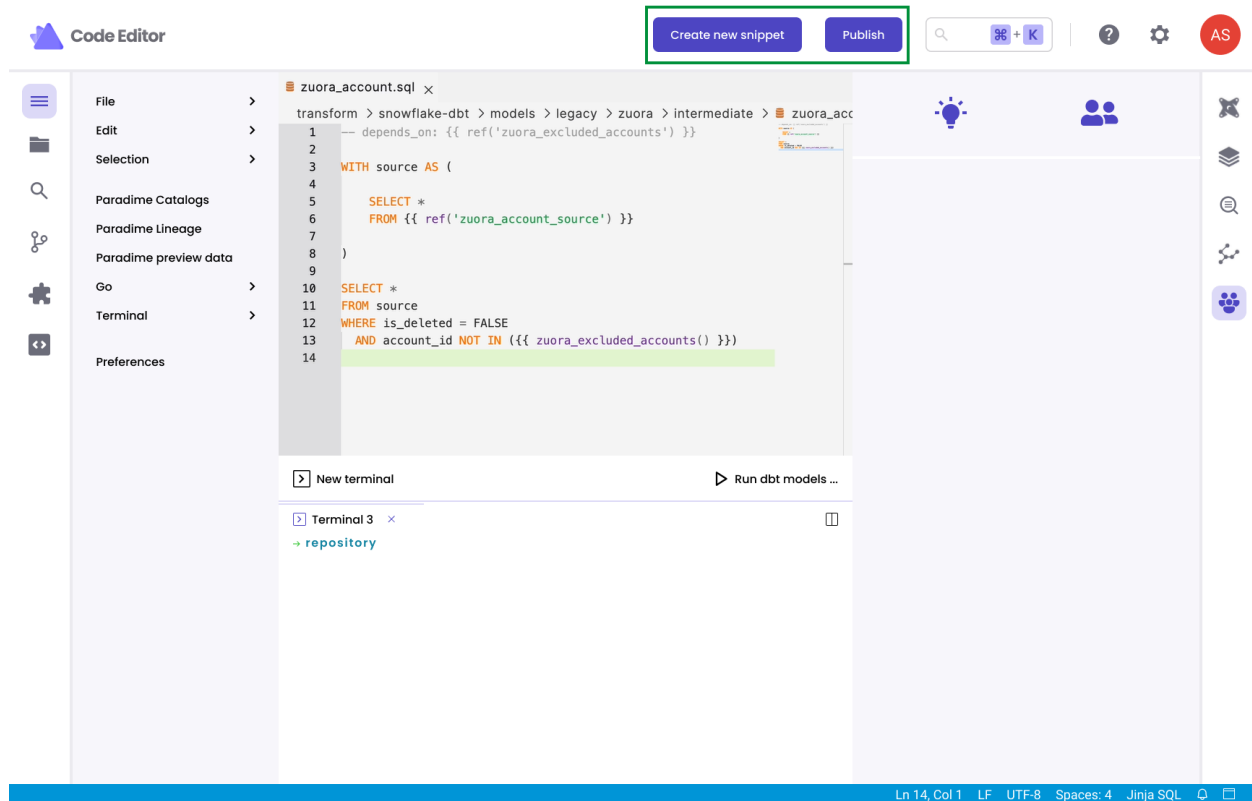 Code Editor
Create new snippet
Publish
⌘ + K
AS
File
Edit
Selection
Paradime Catalogs
Paradime Lineage
Paradime preview data
Go
Terminal
Preferences
zuora_account.sql ×
transform > snowflake-dbt > models > legacy > zuora > intermediate > zuora_acc
1 -- depends_on: {{ ref('zuora_excluded_accounts') }}
2
3 WITH source AS (
4
5 SELECT *
6 FROM {{ ref('zuora_account_source') }}
7
8 )
9
10 SELECT *
11 FROM source
12 WHERE is_deleted = FALSE
13 AND account_id NOT IN ({{ zuora_excluded_accounts() }})
14
New terminal
Run dbt models ...
Terminal 3 ×
→ repository
Ln 14, Col 1 LF UTF-8 Spaces: 4 Jinja SQL